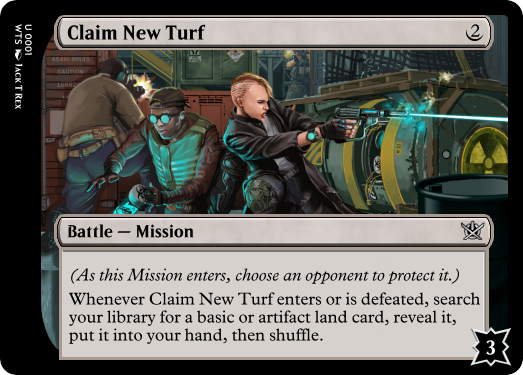 Claim New Turf 2
Battle — Mission
(As this Mission enters, choose an opponent to protect it.)
Whenever Claim New Turf enters or is defeated, search
your library for a basic or artifact land card, reveal it,
put it into your hand, then shuffle.
3
U 0001
WTS JACK T REX
CAUTION